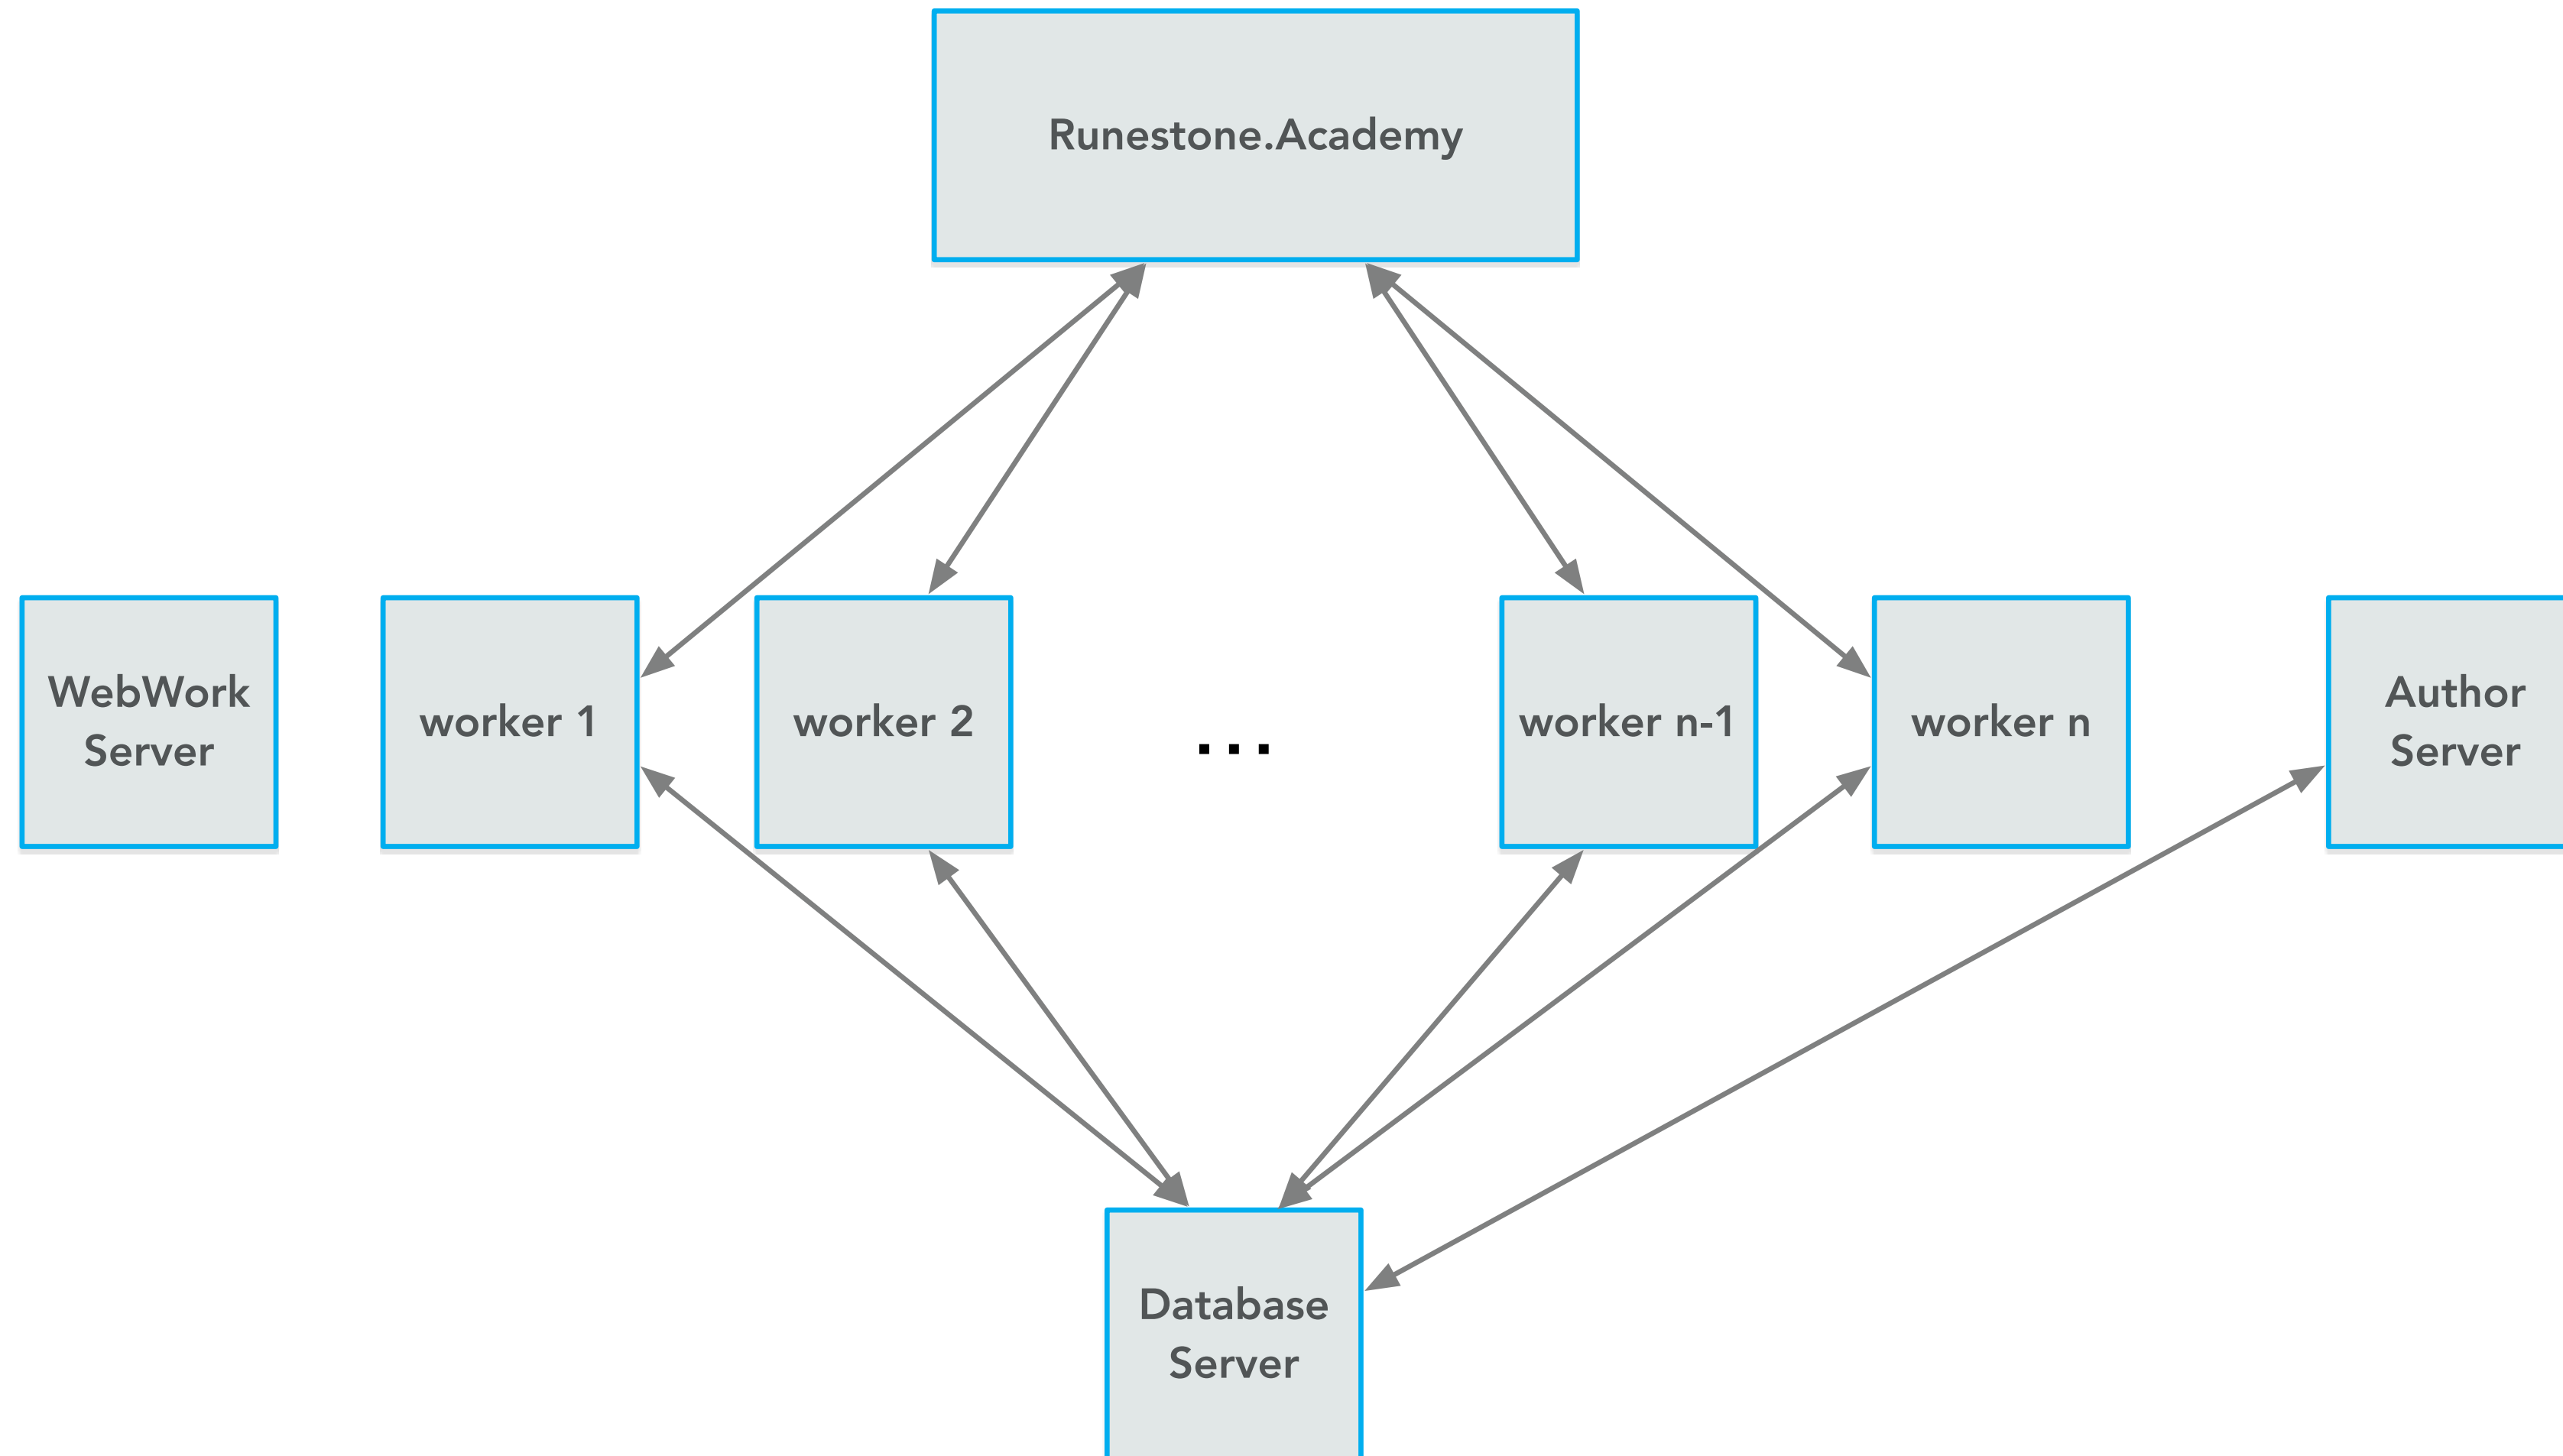 Runestone.Academy
WebWork
Server
worker 1
worker 2
...
worker n-1
worker n
Author
Server
Database
Server